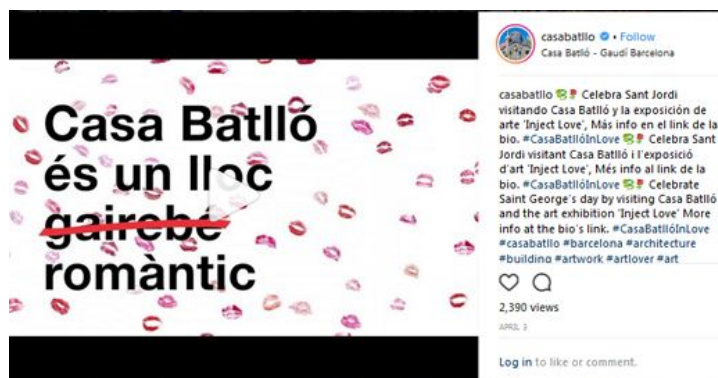 Casa Batlló
és un lloc
gairebé
romàntic
casabatllo • Follow
Casa Batlló - Gaudí Barcelona
casabatllo Celebra Sant Jordi
visitando Casa Batlló y la exposición de
arte 'Inject Love', Más info en el link de la
bio. #CasaBatllóInLove Celebra Sant
Jordi visitant Casa Batlló i l'exposició
d'art 'Inject Love', Més info al link de la
bio. #CasaBatllóInLove Celebrate
Saint George's day by visiting Casa Batlló
and the art exhibition 'Inject Love' More
info at the bio's link. #CasaBatllóInLove
#casabatllo #barcelona #architecture
#building #artwork #artlover #art
2,390 views
APRIL 3
Log in to like or comment.